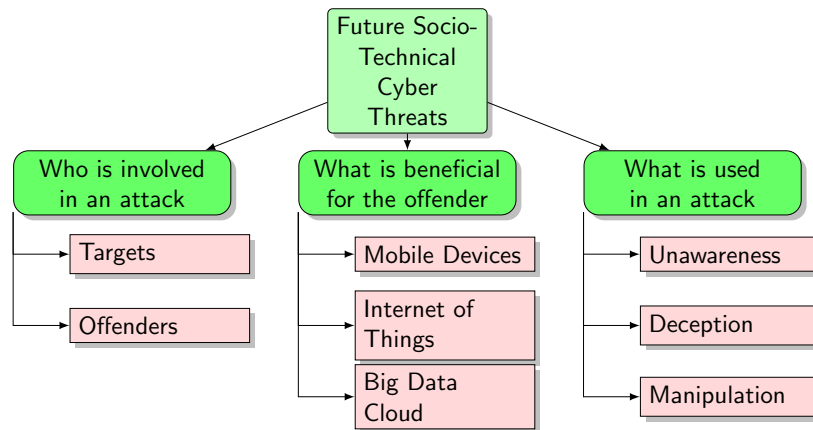 Future Socio-
Technical
Cyber
Threats
Who is involved
in an attack
What is beneficial
for the offender
What is used
in an attack
Targets
Offenders
Mobile Devices
Internet of
Things
Big Data
Cloud
Unawareness
Deception
Manipulation